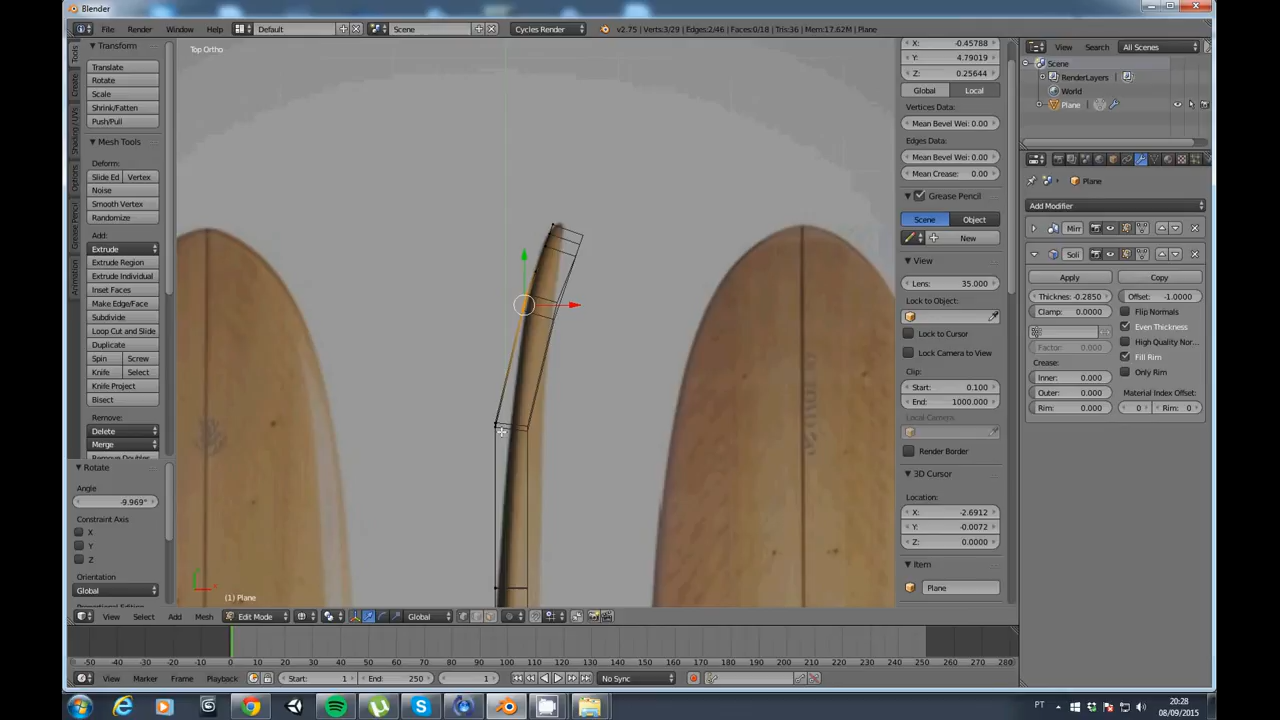 Blender
File Render Window Help Default Scene Cycles Render v2.75 | Verts:3/29 | Edges:2/46 | Faces:0/18 | Tris:36 | Mem:17.62M | Plane
Transform
Translate
Rotate
Scale
Shrink/Fatten
Push/Pull
Mesh Tools
Deform:
Slide Ed Vertex
Noise
Smooth Vertex
Randomize
Add:
Extrude
Extrude Region
Extrude Individual
Inset Faces
Make Edge/Face
Subdivide
Loop Cut and Slide
Duplicate
Spin Screw
Knife Select
Knife Project
Bisect
Remove:
Delete
Merge
Rotate
Angle
-9.969°
Constraint Axis
X
Y
Z
Orientation
Global
Tools
Create
Shading / UVs
Options
Grease Pencil
Animation
Top Ortho
(1) Plane
X: -0.45788
Y: 4.79019
Z: 0.25644
Global Local
Vertices Data:
Mean Bevel Wei: 0.00
Edges Data:
Mean Bevel Wei: 0.00
Mean Crease: 0.00
Grease Pencil
Scene Object
New
View
Lens: 35.000
Lock to Object:
Lock to Cursor
Lock Camera to View
Clip:
Start: 0.100
End: 1000.000
Local Camera:
Render Border
3D Cursor
Location:
X: -2.6912
Y: -0.0072
Z: 0.0000
Item
Plane
View Search All Scenes
Scene
RenderLayers
World
Plane
Plane
Add Modifier
Mirr
Soli
Apply Copy
Thicknes:-0.2850 Offset: -1.0000
Clamp: 0.0000 Flip Normals
Even Thickness
Factor: 0.000 High Quality Nor...
Crease: Fill Rim
Inner: 0.000 Only Rim
Outer: 0.000 Material Index Offset:
Rim: 0.000 0 Rim: 0
View Select Add Mesh Edit Mode Global
-50 -40 -30 -20 -10 0 10 20 30 40 50 60 70 80 90 100 110 120 130 140 150 160 170 180 190 200 210 220 230 240 250 260 270 280
View Marker Frame Playback Start: 1 End: 250 1 No Sync
PT 20:28
08/09/2015